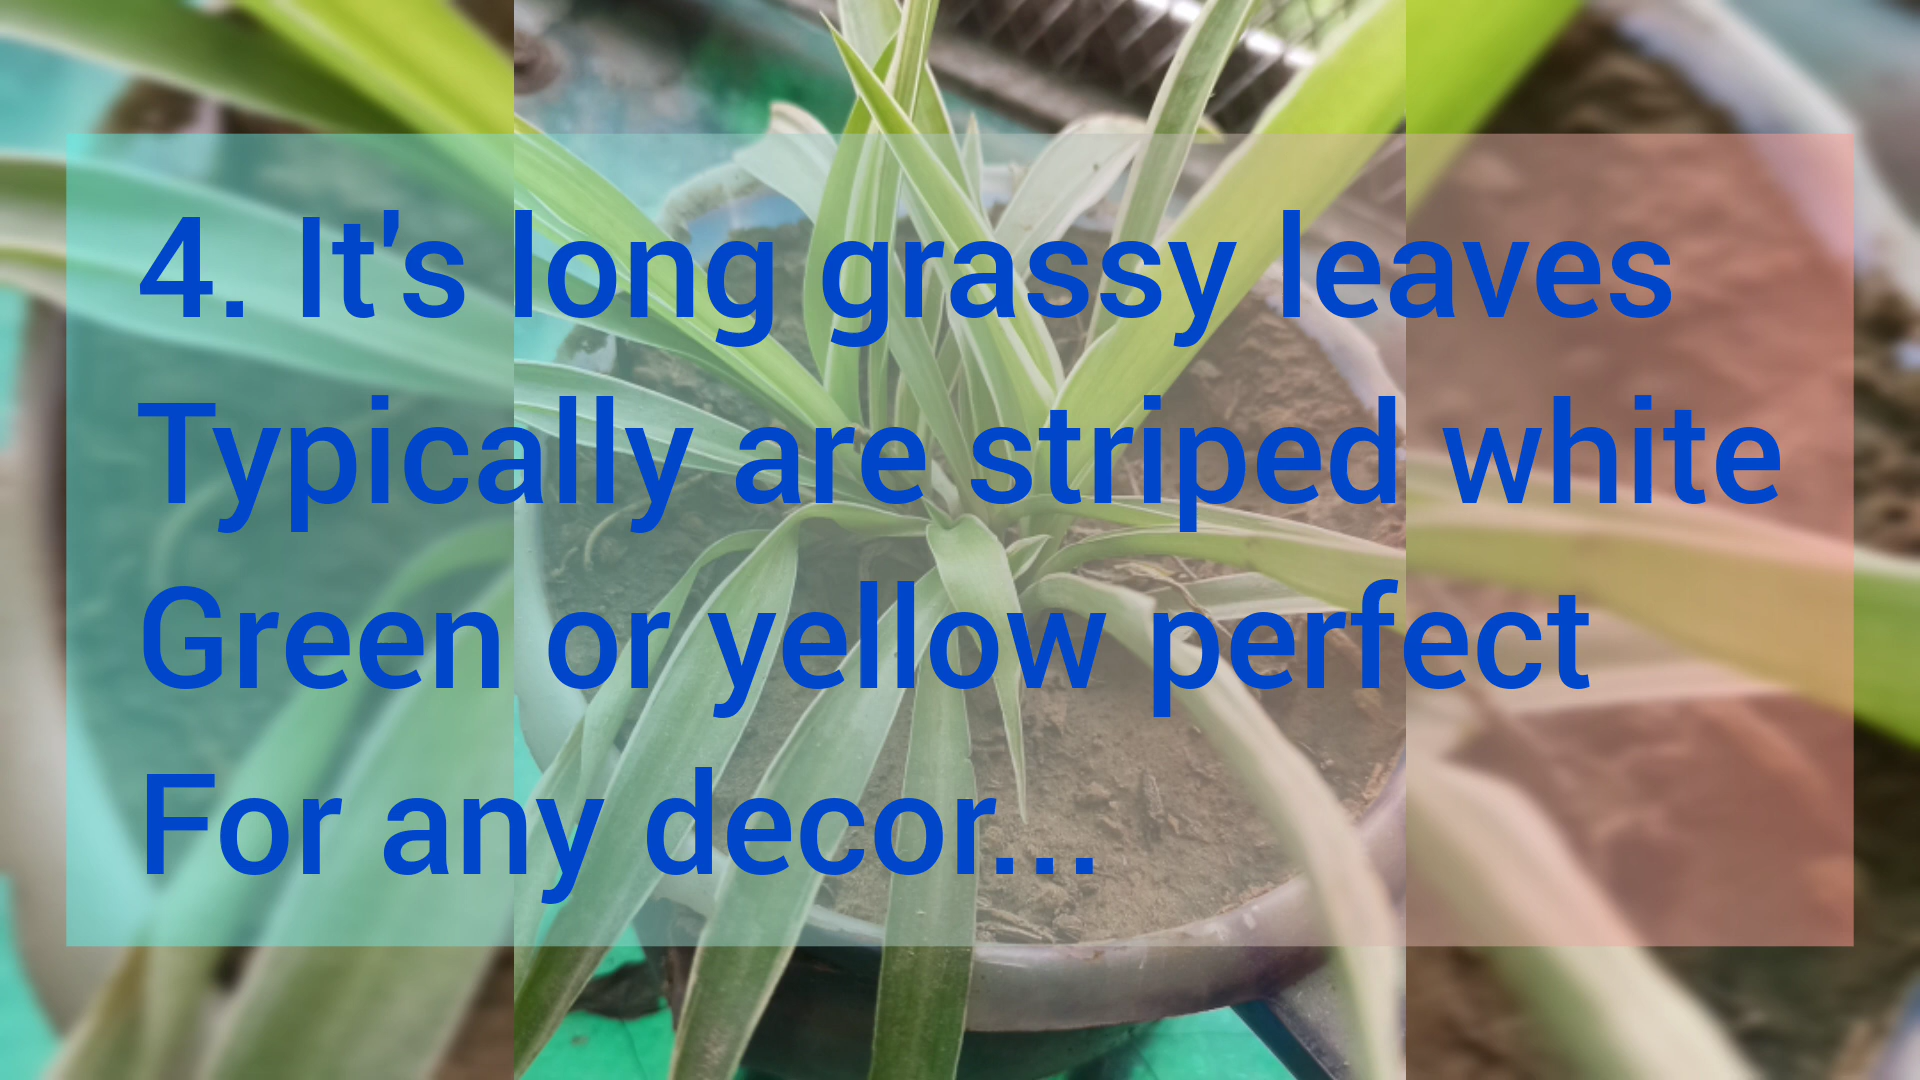 4. It's long grassy leaves
Typically are striped white
Green or yellow perfect
For any decor...